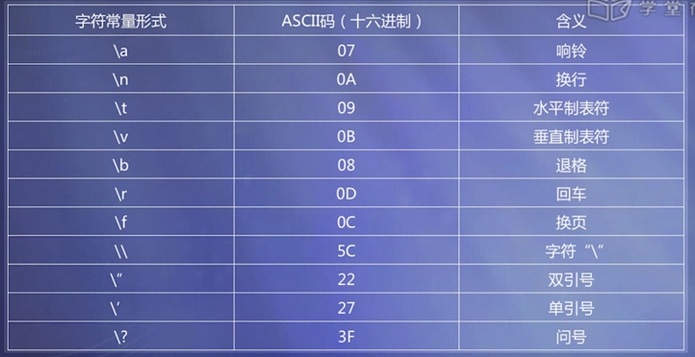 学堂在
字符常量形式 ASCII码（十六进制） 含义
\a 07 响铃
\n 0A 换行
\t 09 水平制表符
\v 0B 垂直制表符
\b 08 退格
\r 0D 回车
\f 0C 换页
\\ 5C 字符“\”
\” 22 双引号
\’ 27 单引号
\? 3F 问号